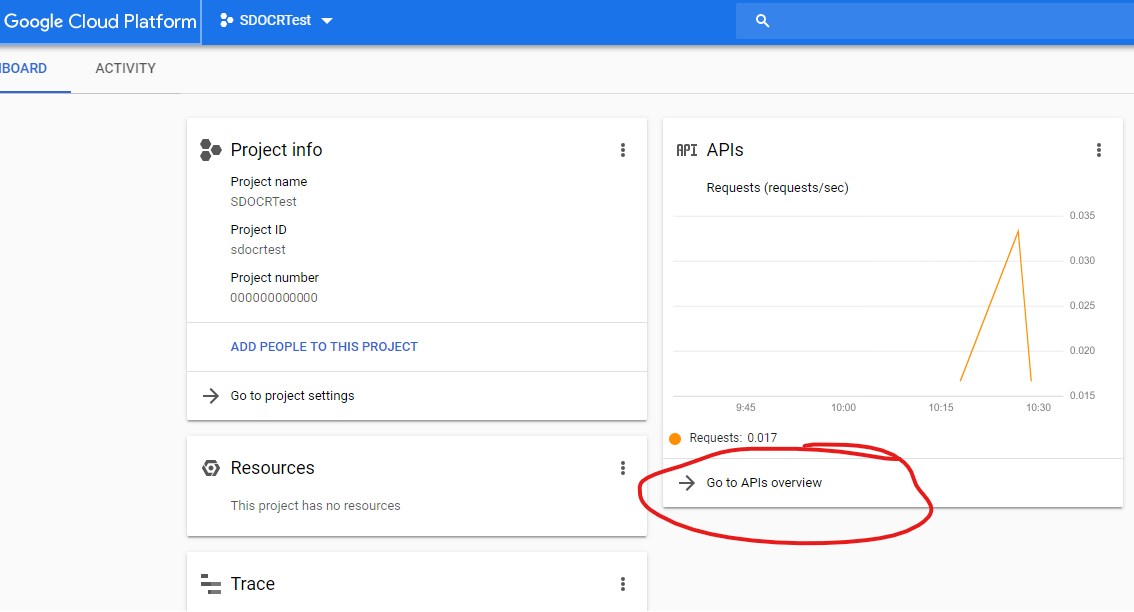 Google Cloud Platform
SDOCRTest
BOARD
ACTIVITY
Project info
Project name
SDOCRTest
Project ID
sdocrtest
Project number
000000000000
ADD PEOPLE TO THIS PROJECT
Go to project settings
Resources
This project has no resources
Trace
API APIs
Requests (requests/sec)
0.035
0.030
0.025
0.020
0.015
9:45 10:00 10:15 10:30
Requests: 0.017
Go to APIs overview